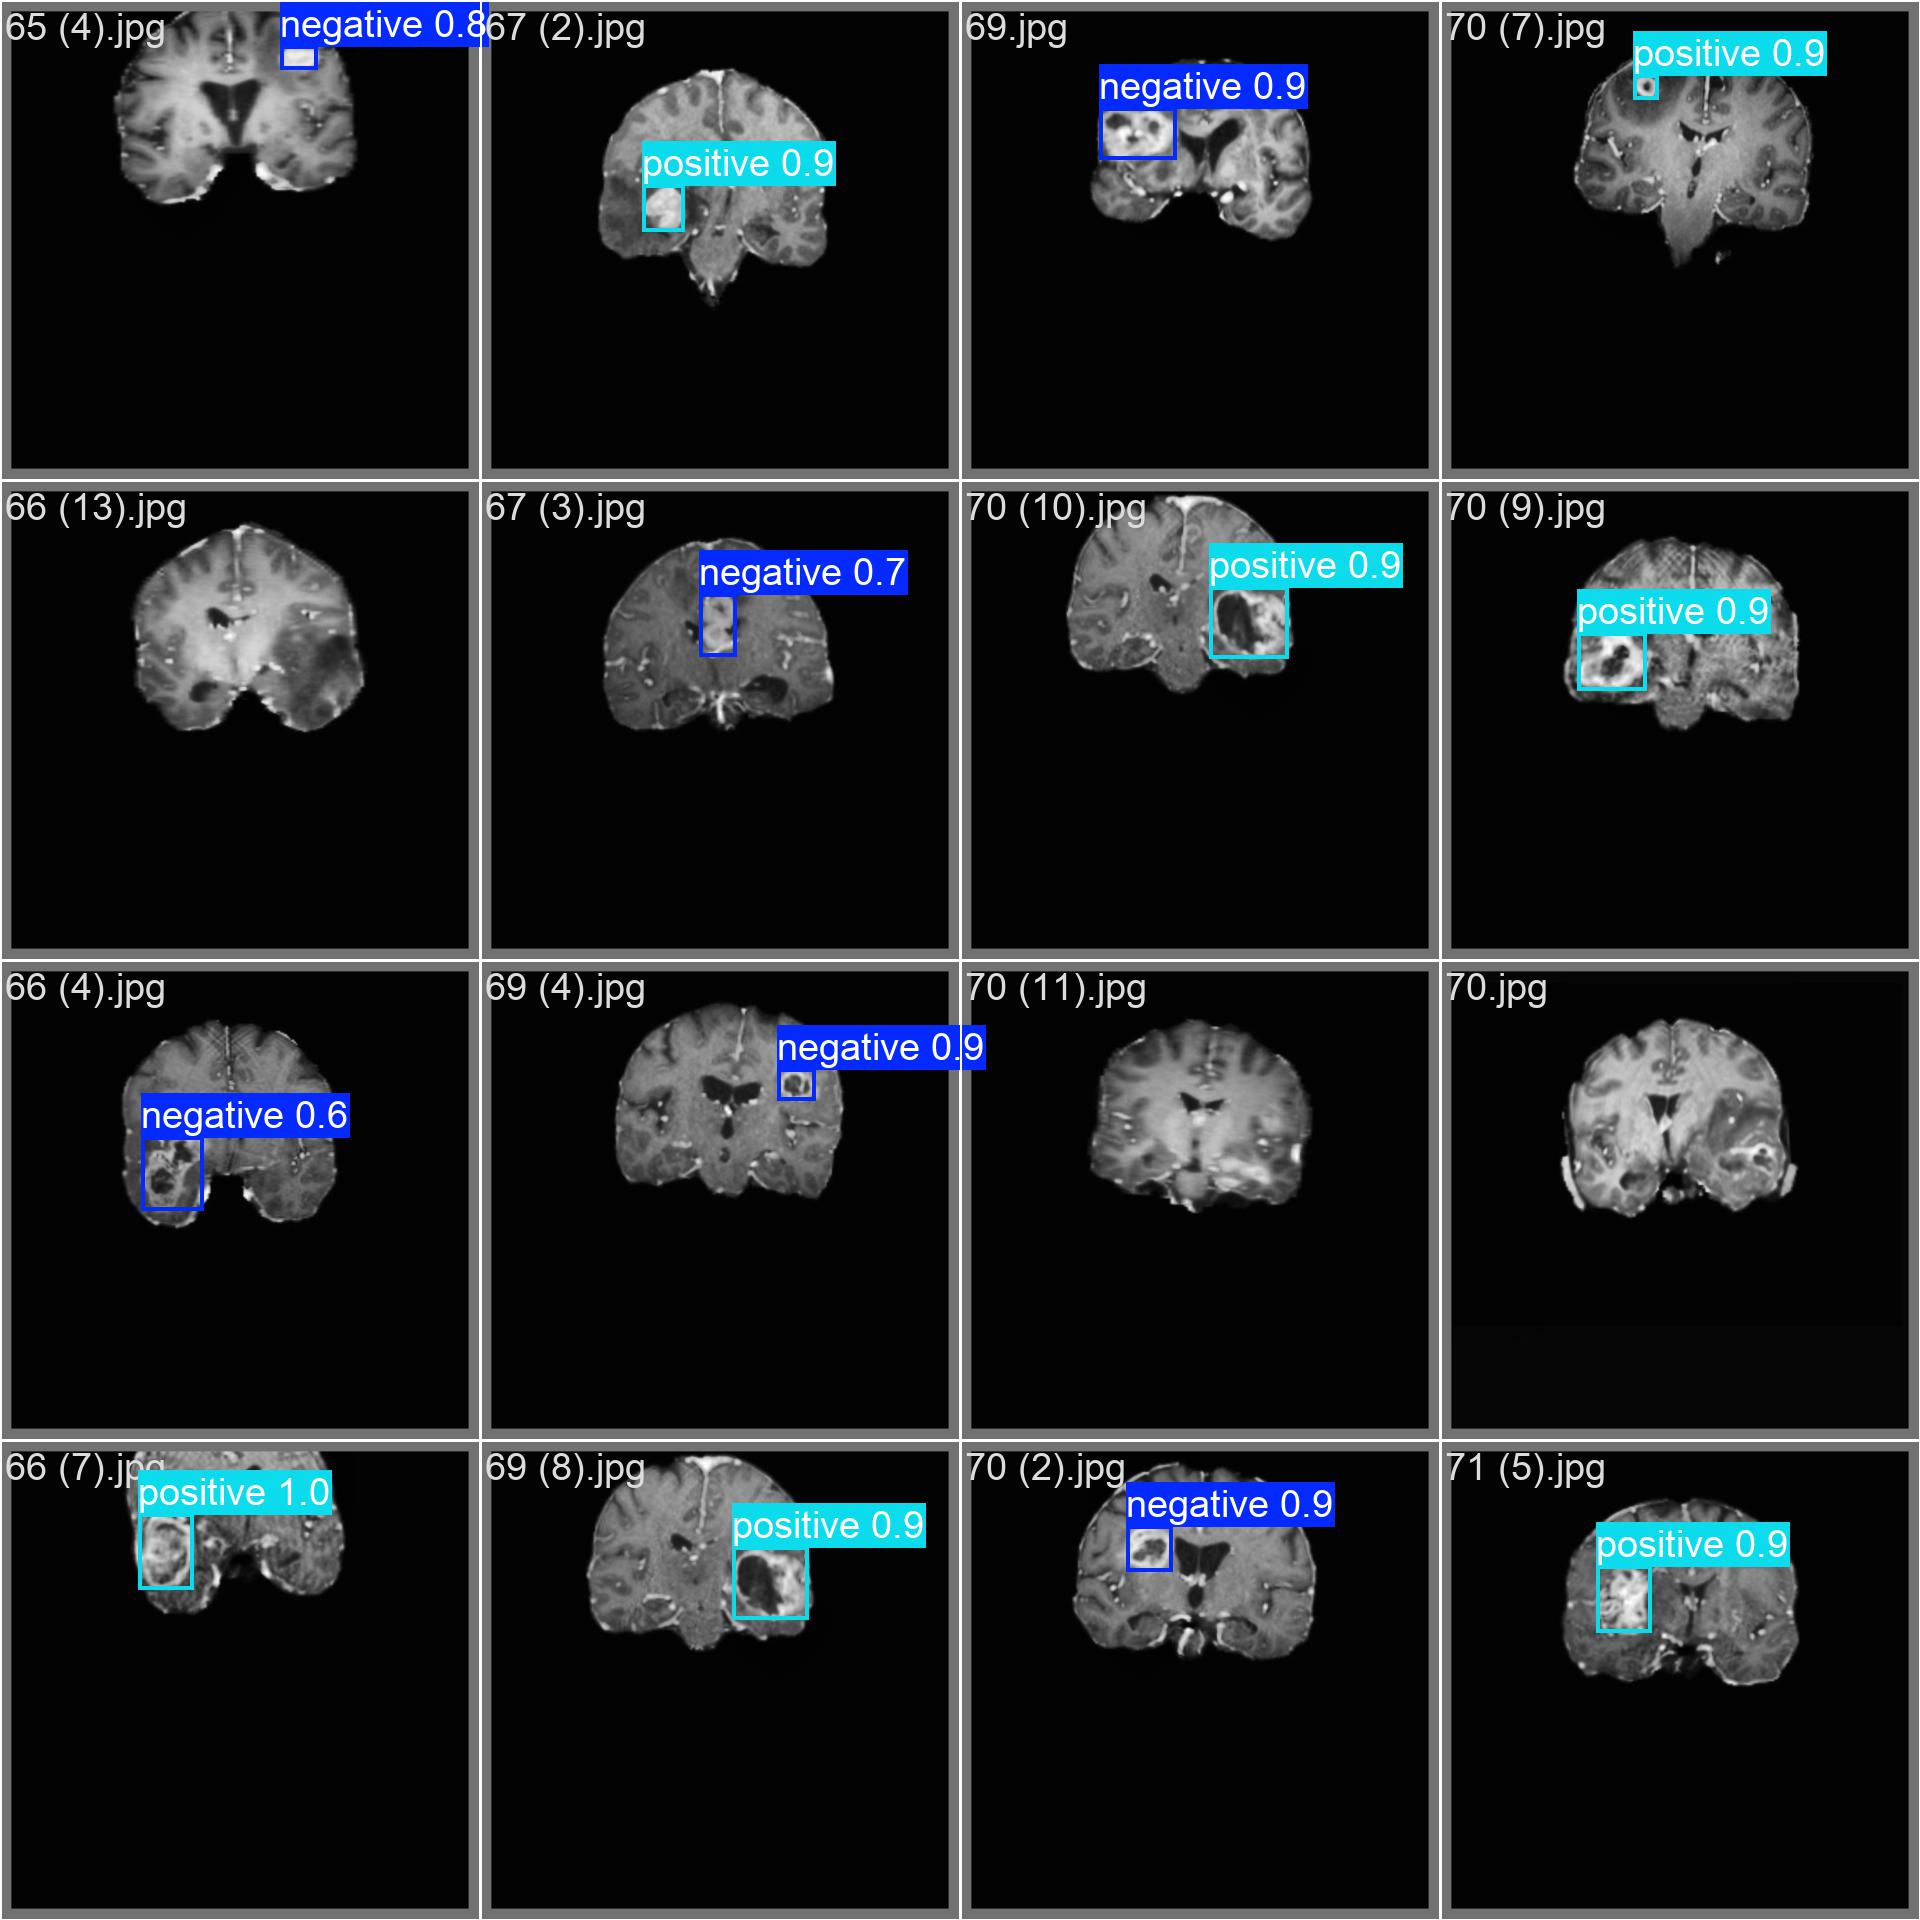 65 (4).jpg
negative 0.8
67 (2).jpg
positive 0.9
69.jpg
negative 0.9
70 (7).jpg
positive 0.9
66 (13).jpg
67 (3).jpg
negative 0.7
70 (10).jpg
positive 0.9
70 (9).jpg
positive 0.9
66 (4).jpg
negative 0.6
69 (4).jpg
negative 0.9
70 (11).jpg
70.jpg
66 (7).jpg
positive 1.0
69 (8).jpg
positive 0.9
70 (2).jpg
negative 0.9
71 (5).jpg
positive 0.9